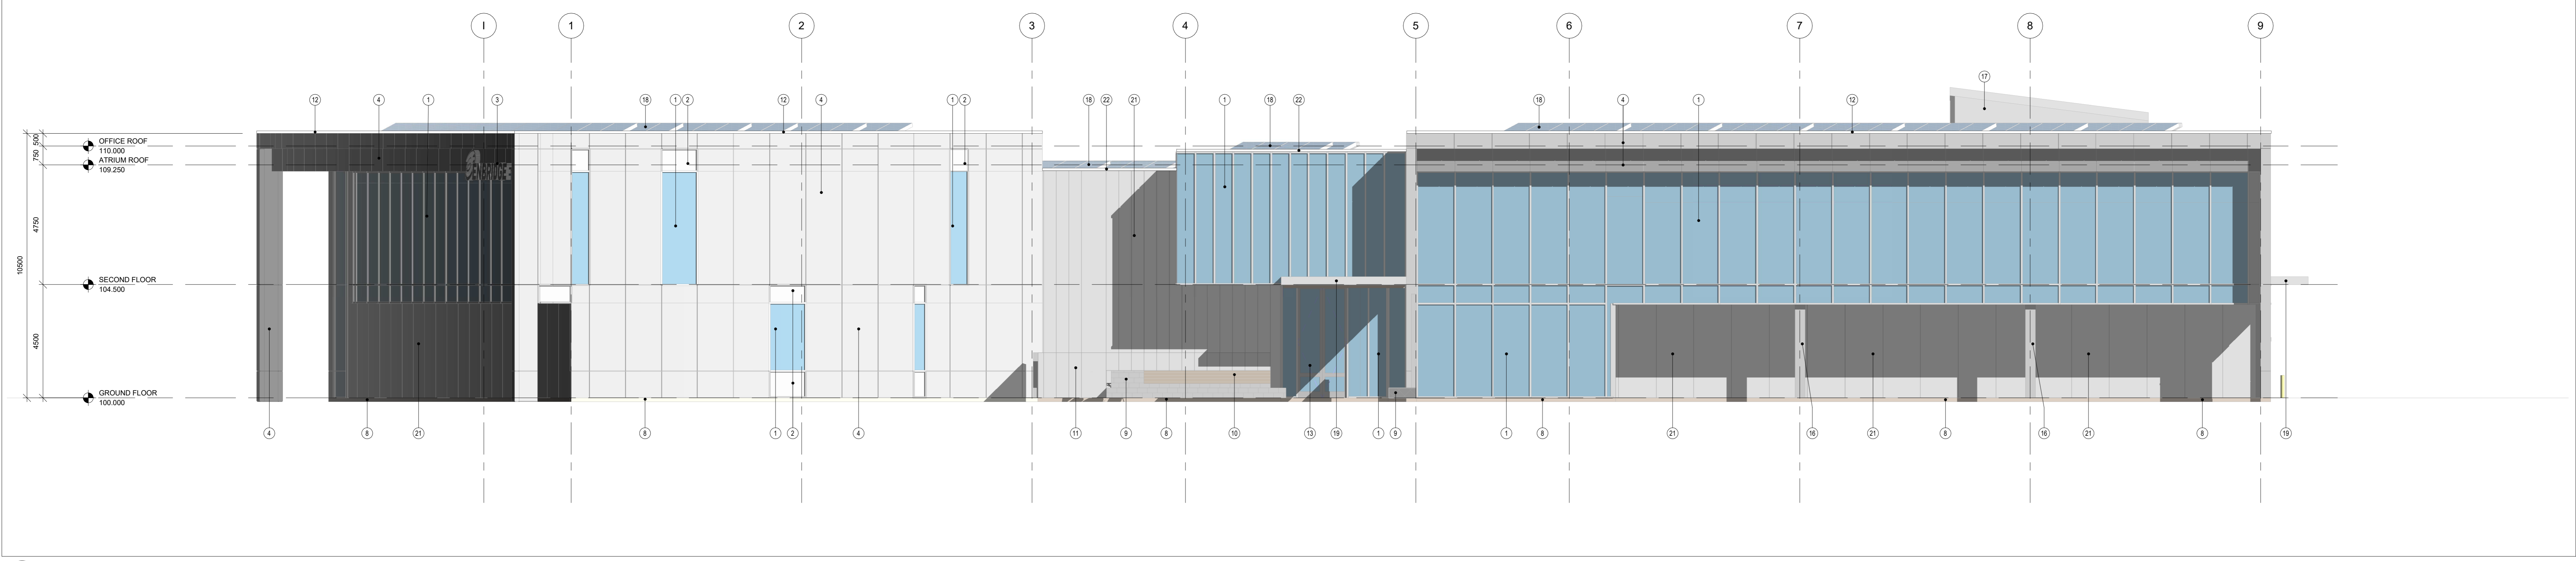 I 1 2 3 4 5 6 7 8 9
17
12 4 1 3 18 1 2 12 4 1 2 18 22 21 1 18 22 18 4 1 12
500
OFFICE ROOF
110.000
750
ATRIUM ROOF
109.250
ENGAGE
4750
10500
SECOND FLOOR
104.500
4500
GROUND FLOOR
100.000
4 8 21 8 1 2 4 11 9 8 10 13 19 1 9 1 8 21 16 21 8 16 21 8 19